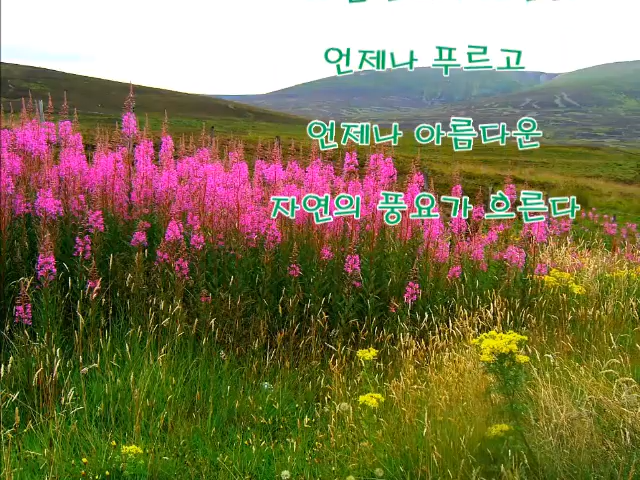 언제나 푸르고
언제나 아름다운
자연의 풍요가 흐른다